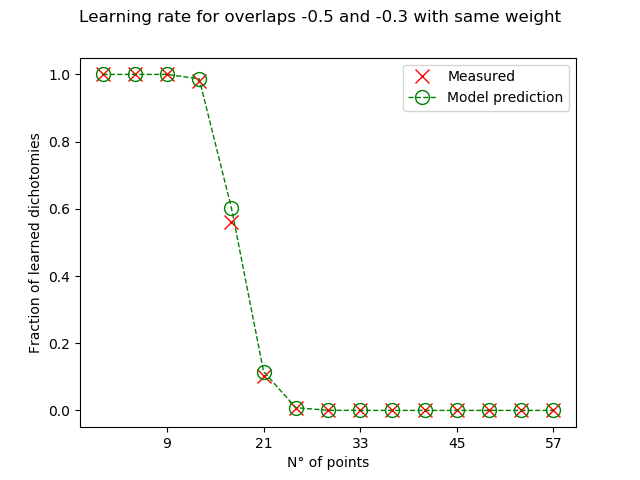 Learning rate for overlaps -0.5 and -0.3 with same weight
Measured
Model prediction
Fraction of learned dichotomies
1.0
0.8
0.6
0.4
0.2
0.0
9 21 33 45 57
N° of points